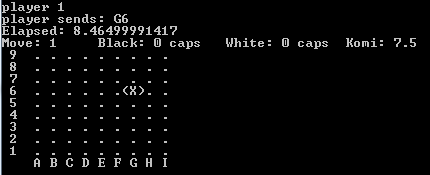 player 1
player sends: G6
Elapsed: 8.46499991417
Move: 1     Black: 0 caps   White: 0 caps  Komi: 7.5
 9  . . . . . . . . .
 8  . . . . . . . . .
 7  . . . . . . . . .
 6  . . . . . .(X). .
 5  . . . . . . . . .
 4  . . . . . . . . .
 3  . . . . . . . . .
 2  . . . . . . . . .
 1  . . . . . . . . .
    A B C D E F G H I